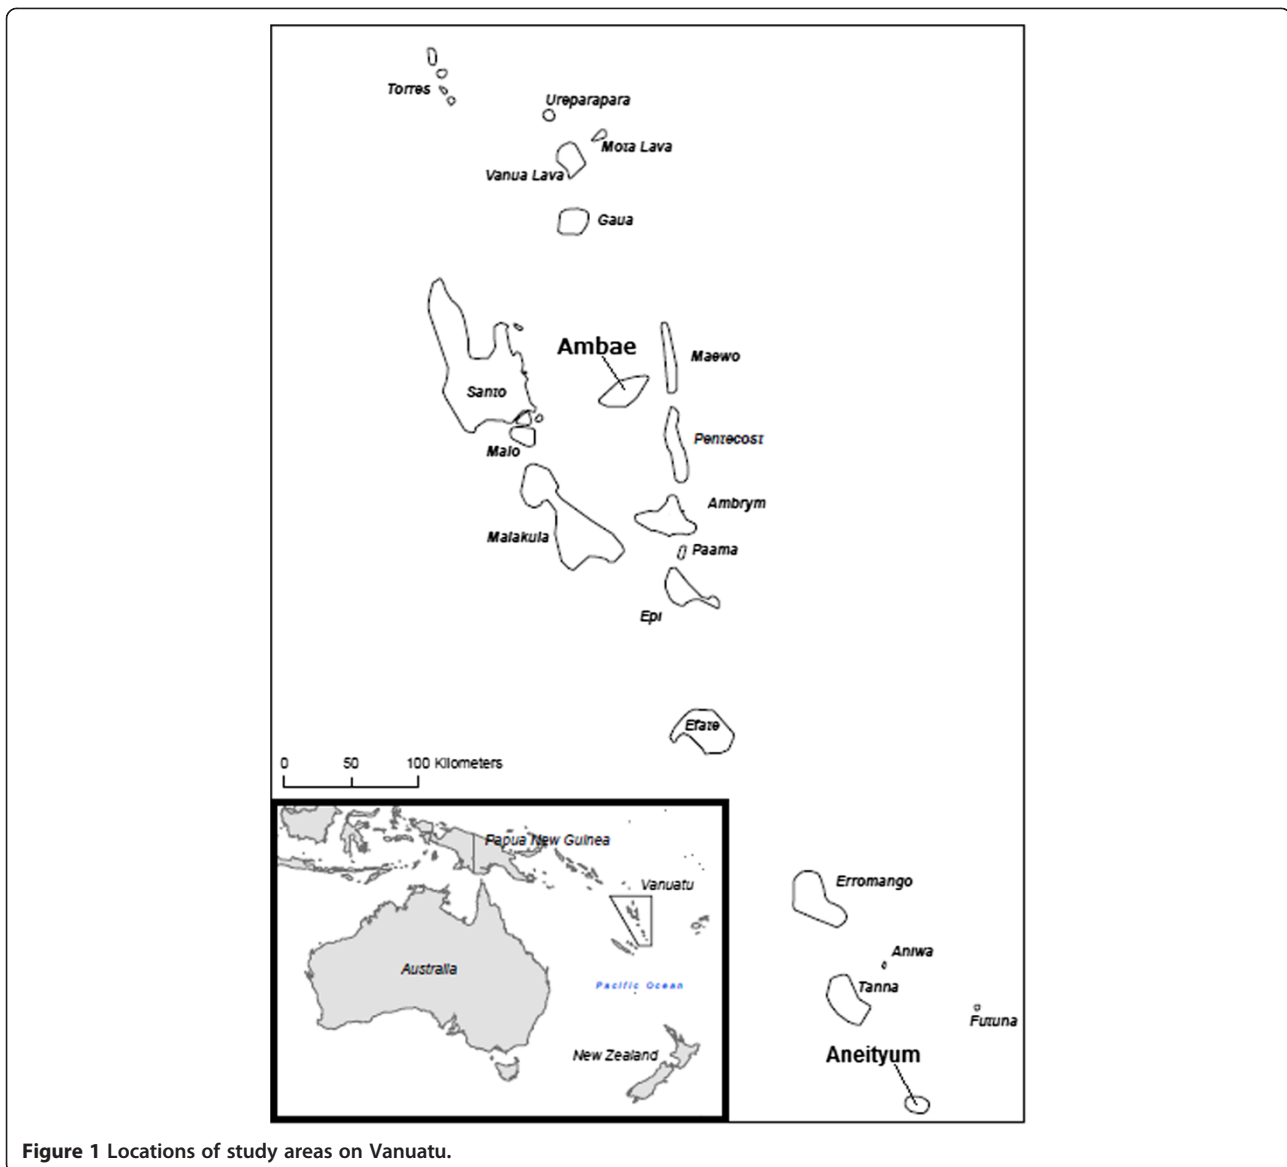 Torres
Ureparapara
Mota Lava
Vanua Lava
Gaua
Ambae
Maewo
Santo
Pentecost
Malo
Ambrym
Malakula
Paama
Epi
Efate
0 50 100 Kilometers
Papua New Guinea
Vanuatu
Erromango
Aniwa
Australia
Pacific Ocean
Tanna
Futuna
New Zealand
Aneityum
Figure 1 Locations of study areas on Vanuatu.